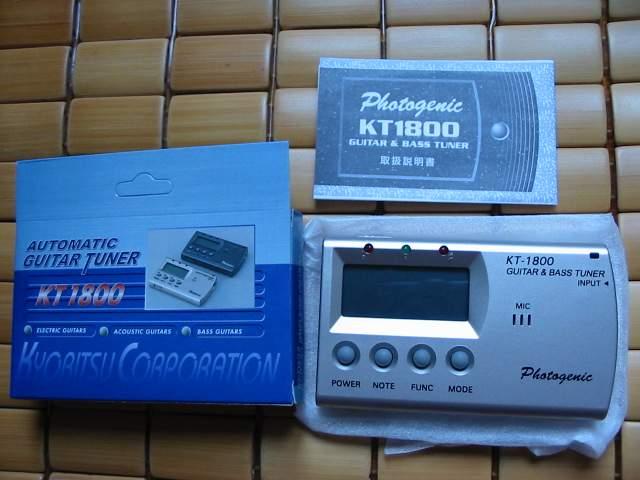 Photogenic
KT1800
GUITAR & BASS TUNER
取扱説明書
AUTOMATIC
GUITAR TUNER
KT1800
ELECTRIC GUITARS
ACOUSTIC GUITARS
BASS GUITARS
KYORITSU CORPORATION
KT-1800
GUITAR & BASS TUNER
INPUT
MIC
POWER
NOTE
FUNC
MODE
Photogenic